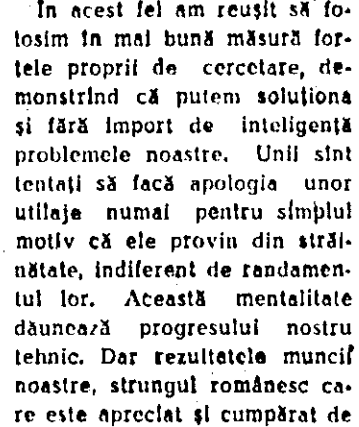 În acest fel am reușit să fo-
losim în mai bună măsură for-
țele proprii de cercetare, de-
monstrînd că putem soluționa
și fără import de inteligență
problemele noastre. Unii sînt
tentați să facă apologia unor
utilaje numai pentru simplul
motiv că ele provin din străi-
nătate, indiferent de randamen-
tul lor. Această mentalitate
dăunează progresului nostru
tehnic. Dar rezultatele muncii
noastre, strungul românesc ca-
re este apreciat și cumpărat de